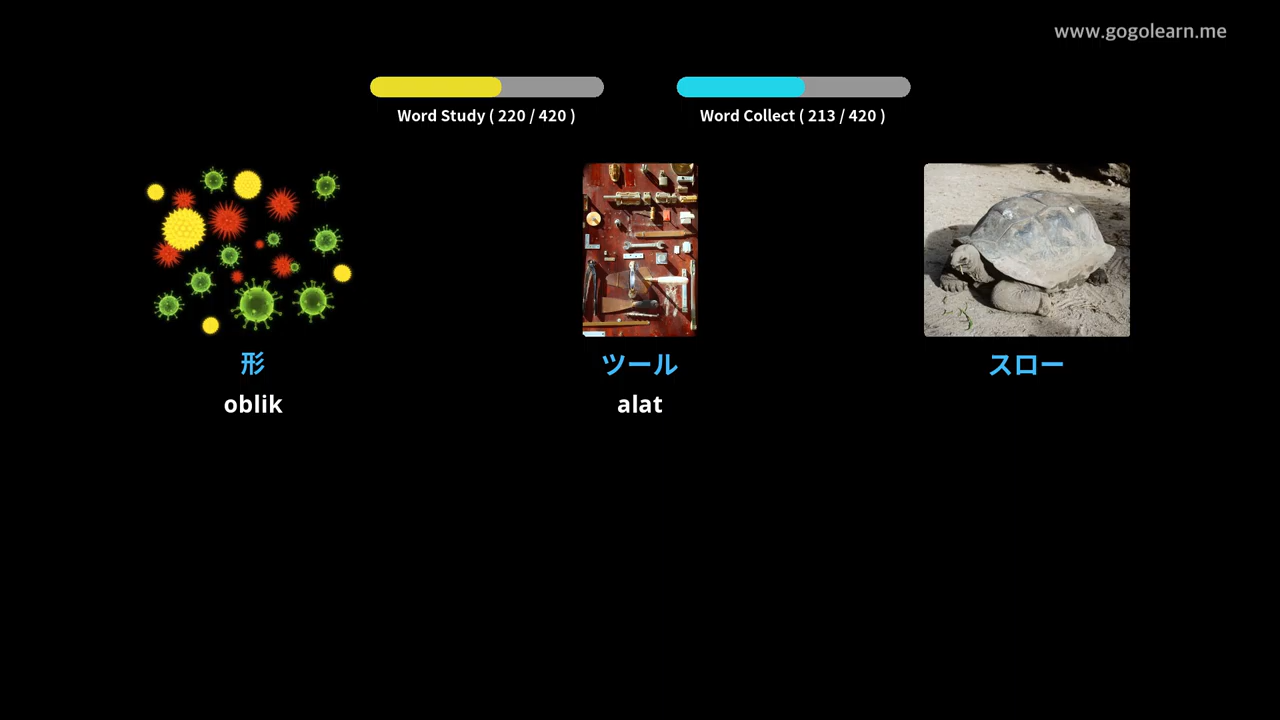 www.gogolearn.me
Word Study ( 220 / 420 )
Word Collect ( 213 / 420 )
形
ツール
スロー
oblik
alat